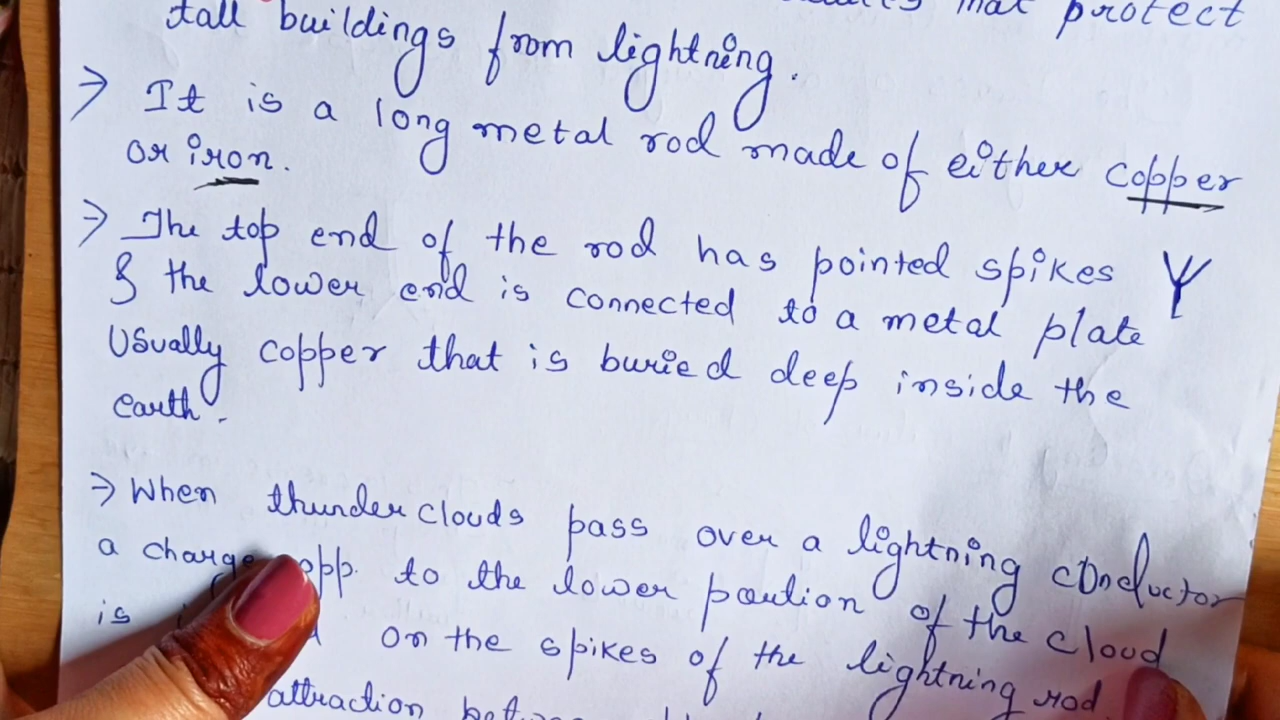 that protect
tall buildings from lightning.
→ It is a long metal rod made of either copper
or iron.
→ The top end of the rod has pointed spikes
& the lower end is connected to a metal plate
Usually copper that is buried deep inside the
earth.
→ When thunderclouds pass over a lightning conductor
a charge opp. to the lower portion of the cloud
is on the spikes of the lightning rod
attraction